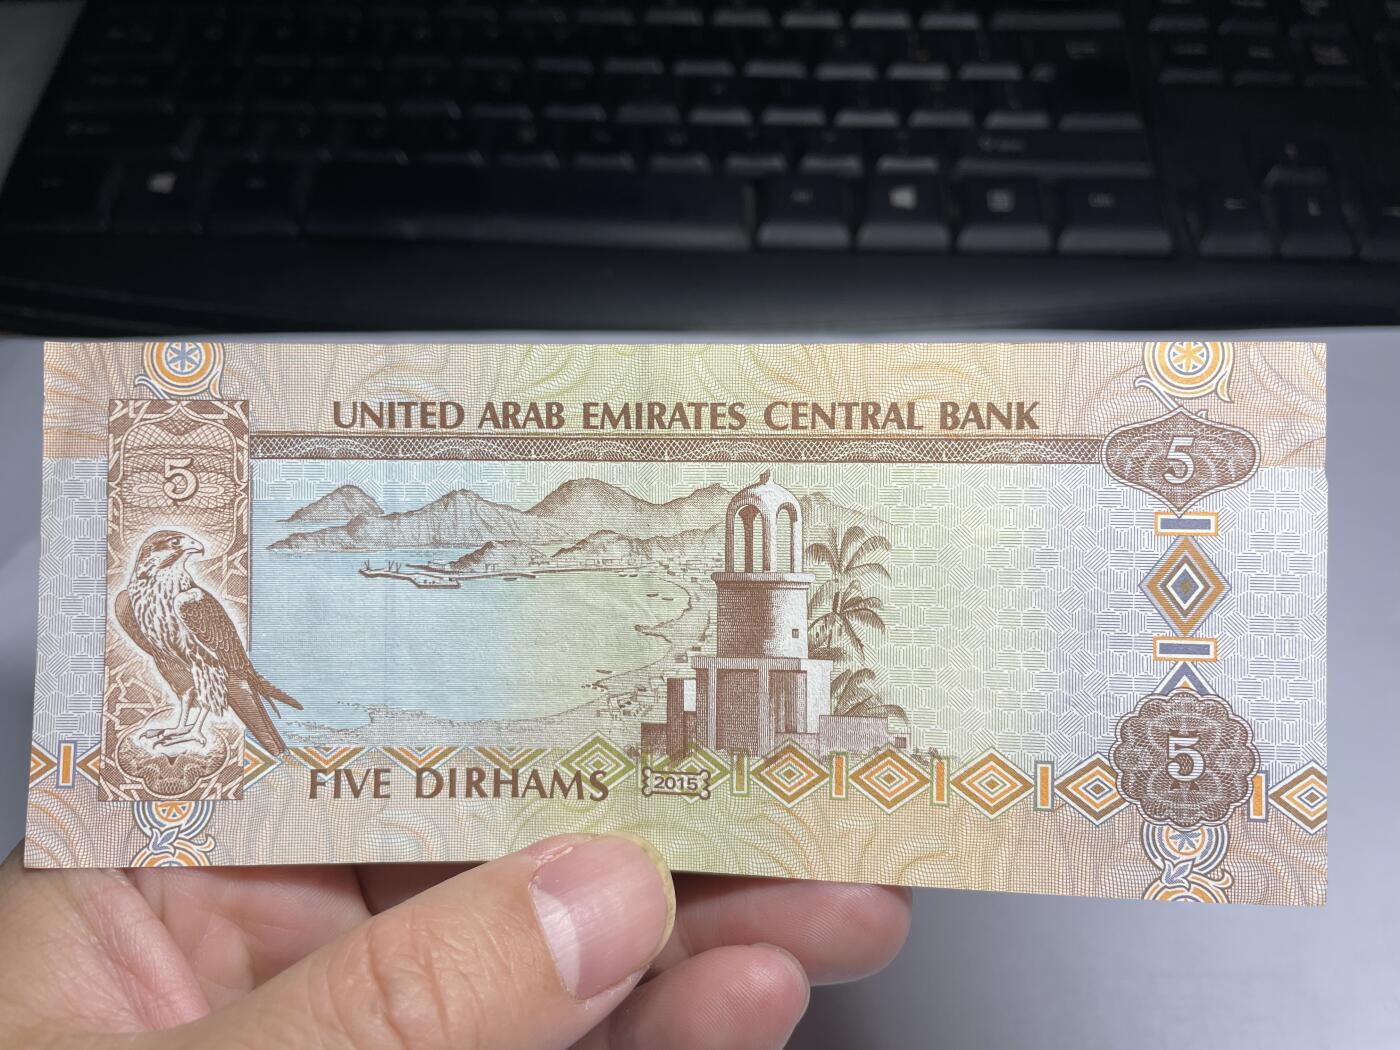 UNITED ARAB EMIRATES CENTRAL BANK
5
5
5
FIVE DIRHAMS
2015